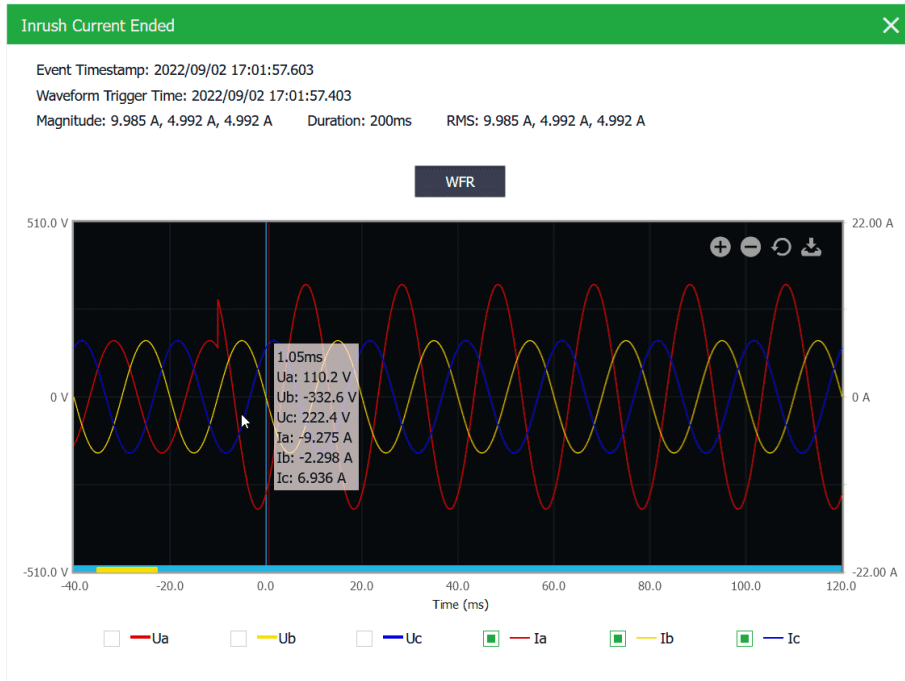 Inrush Current Ended
Event Timestamp: 2022/09/02 17:01:57.603
Waveform Trigger Time: 2022/09/02 17:01:57.403
Magnitude: 9.985 A, 4.992 A, 4.992 A Duration: 200ms RMS: 9.985 A, 4.992 A, 4.992 A
WFR
510.0 V 22.00 A
1.05ms
Ua: 110.2 V
Ub: -332.6 V
0 V 0 A
Uc: 222.4 V
Ia: -9.275 A
Ib: -2.298 A
Ic: 6.936 A
-510.0 V -22.00 A
-40.0 -20.0 0.0 20.0 40.0 60.0 80.0 100.0 120.0
Time (ms)
Ua Ub Uc Ia Ib Ic